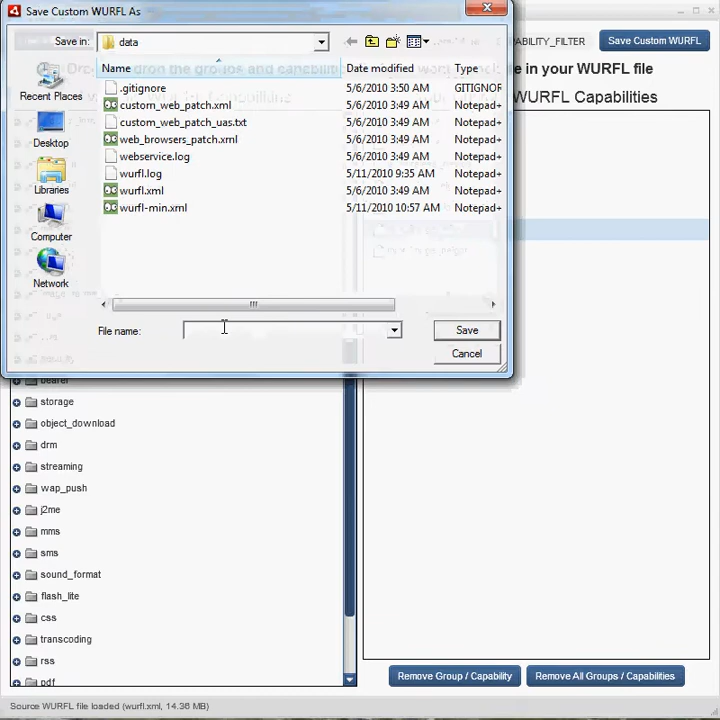 Save Custom WURFL As
Save in: data
ABILITY_FILTER
Save Custom WURFL
Name Date modified Type
in your WURFL file
WURFL Capabilities
.gitignore 5/6/2010 3:50 AM GITIGNOR
custom_web_patch.xml 5/6/2010 3:49 AM Notepad+
custom_web_patch_uas.txt 5/6/2010 3:49 AM Notepad+
web_browsers_patch.xml 5/6/2010 3:49 AM Notepad+
webservice.log 5/6/2010 3:49 AM Notepad+
wurfl.log 5/11/2010 9:35 AM Notepad+
wurfl.xml 5/6/2010 3:49 AM Notepad+
wurfl-min.xml 5/11/2010 10:57 AM Notepad+
Recent Places
Desktop
Libraries
Computer
Network
File name:
Save
Cancel
bearer
storage
object_download
drm
streaming
wap_push
j2me
mms
sms
sound_format
flash_lite
css
transcoding
rss
pdf
Remove Group / Capability
Remove All Groups / Capabilities
Source WURFL file loaded (wurfl.xml, 14.36 MB)